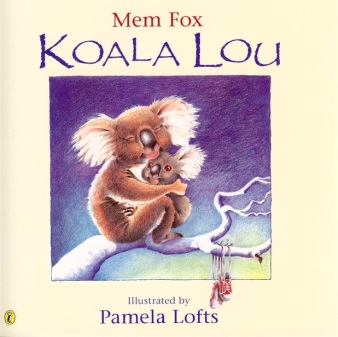 Mem Fox
KOALA LOU
Illustrated by
Pamela Lofts